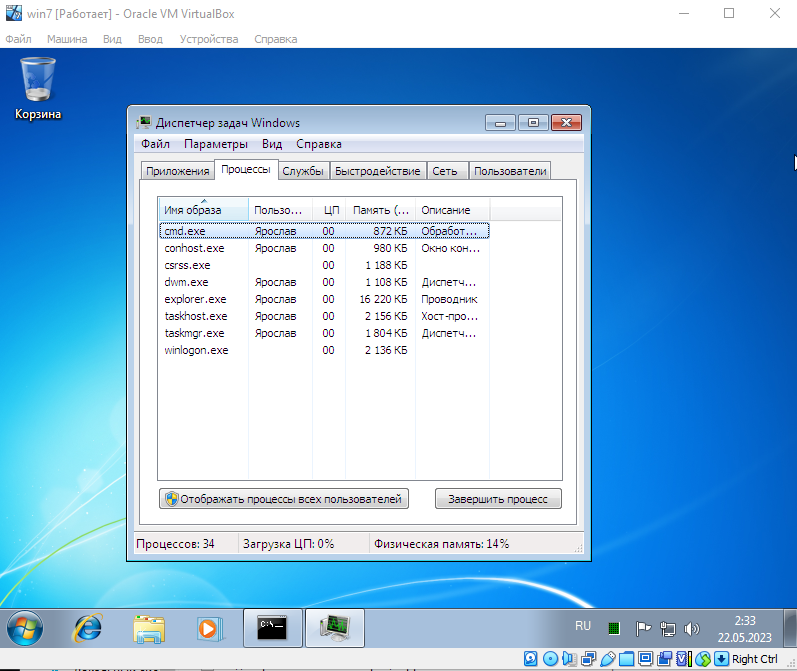 win7 [Работает] - Oracle VM VirtualBox
Файл Машина Вид Ввод Устройства Справка
Корзина
Диспетчер задач Windows
Файл Параметры Вид Справка
Приложения Процессы Службы Быстродействие Сеть Пользователи
Имя образа Пользо... ЦП Память (... Описание
cmd.exe Ярослав 00 872 КБ Обработ...
conhost.exe Ярослав 00 980 КБ Окно кон...
csrss.exe 00 1 188 КБ
dwm.exe Ярослав 00 1 108 КБ Диспетч...
explorer.exe Ярослав 00 16 220 КБ Проводник
taskhost.exe Ярослав 00 2 156 КБ Хост-про...
taskmgr.exe Ярослав 00 1 804 КБ Диспетч...
winlogon.exe 00 2 136 КБ
Отображать процессы всех пользователей Завершить процесс
Процессов: 34 Загрузка ЦП: 0% Физическая память: 14%
C:\
RU 2:33
22.05.2023
Right Ctrl